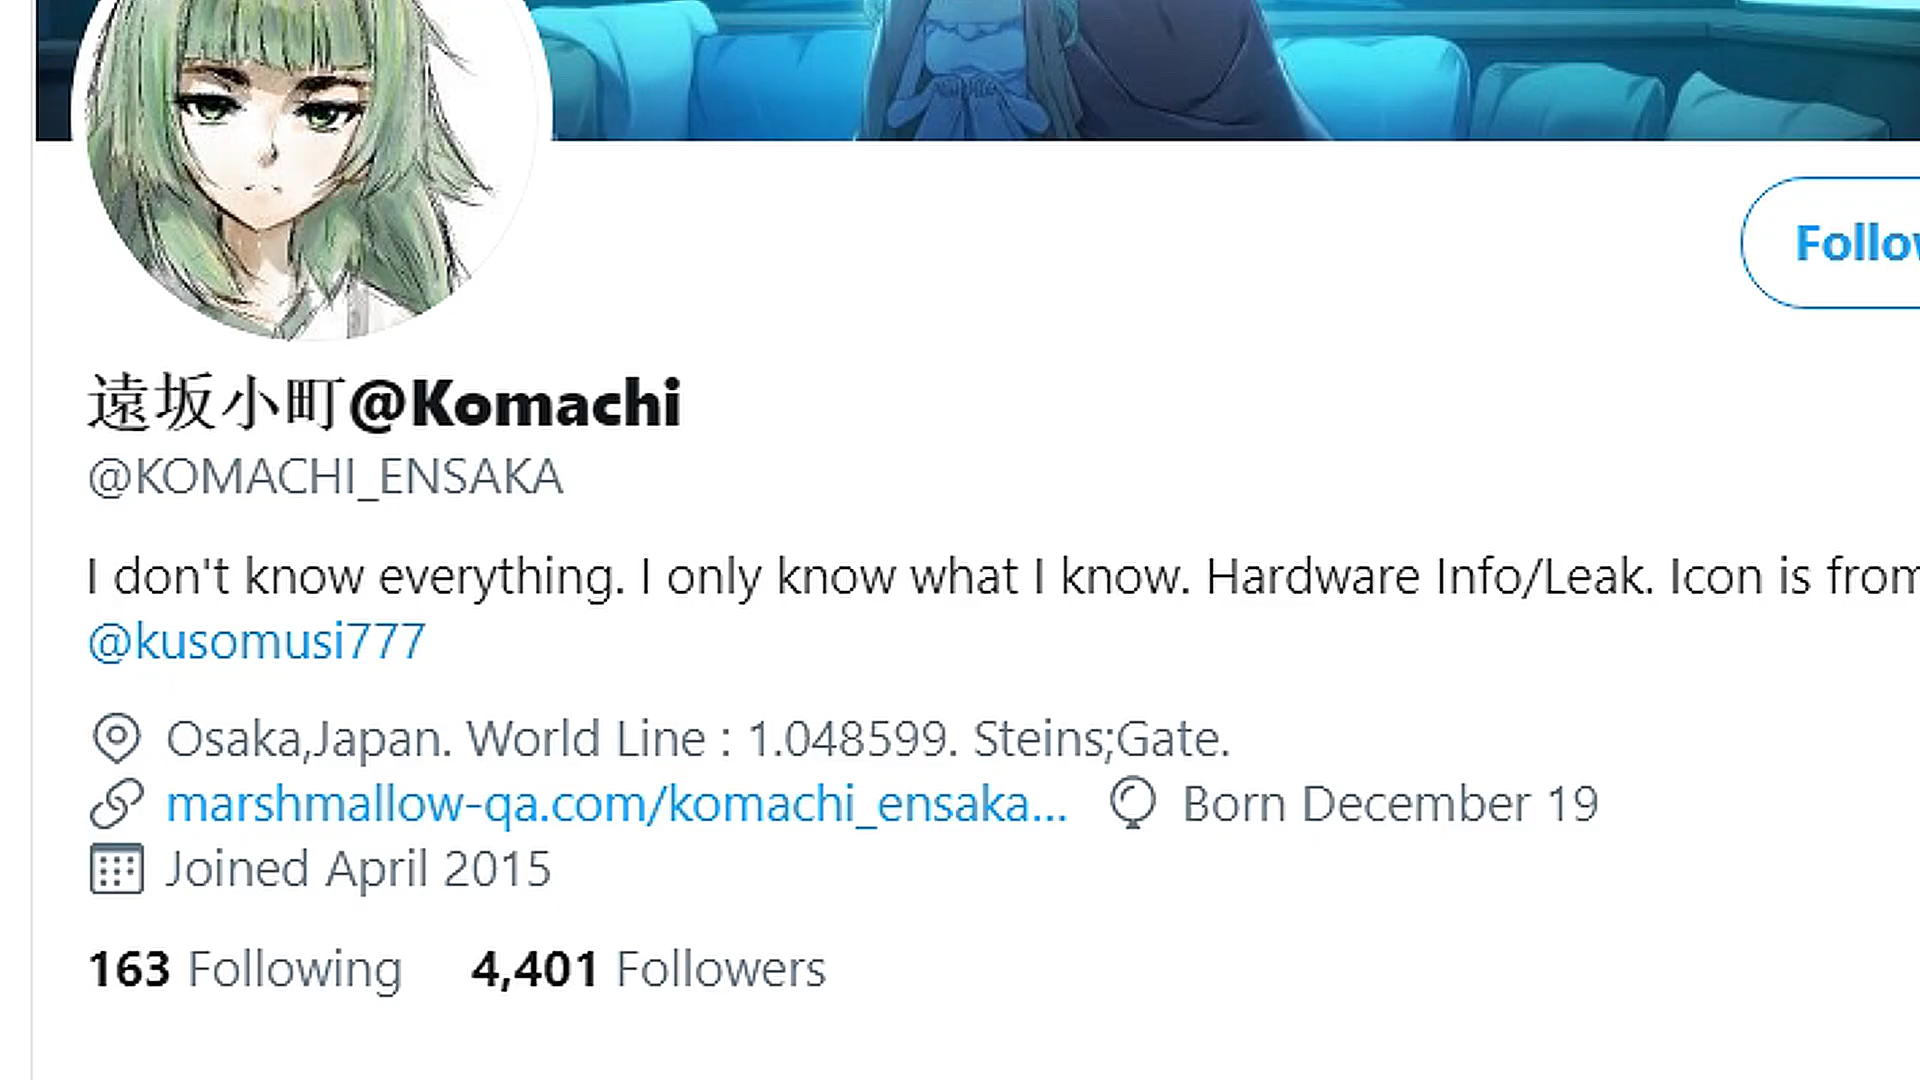 Follow
遠坂小町@Komachi
@KOMACHI_ENSAKA
I don't know everything. I only know what I know. Hardware Info/Leak. Icon is from
@kusomusi777
Osaka,Japan. World Line : 1.048599. Steins;Gate.
marshmallow-qa.com/komachi_ensaka... Born December 19
Joined April 2015
163 Following 4,401 Followers